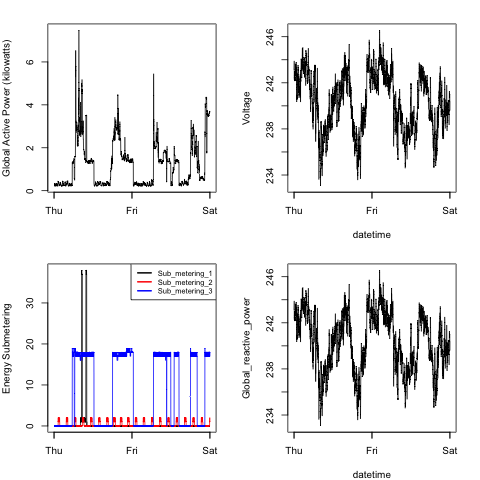 Global Active Power (kilowatts)
0 2 4 6
Thu Fri Sat
Voltage
234 238 242 246
Thu Fri Sat
datetime
Energy Submetering
0 10 20 30
Sub_metering_1
Sub_metering_2
Sub_metering_3
Thu Fri Sat
Global_reactive_power
234 238 242 246
Thu Fri Sat
datetime